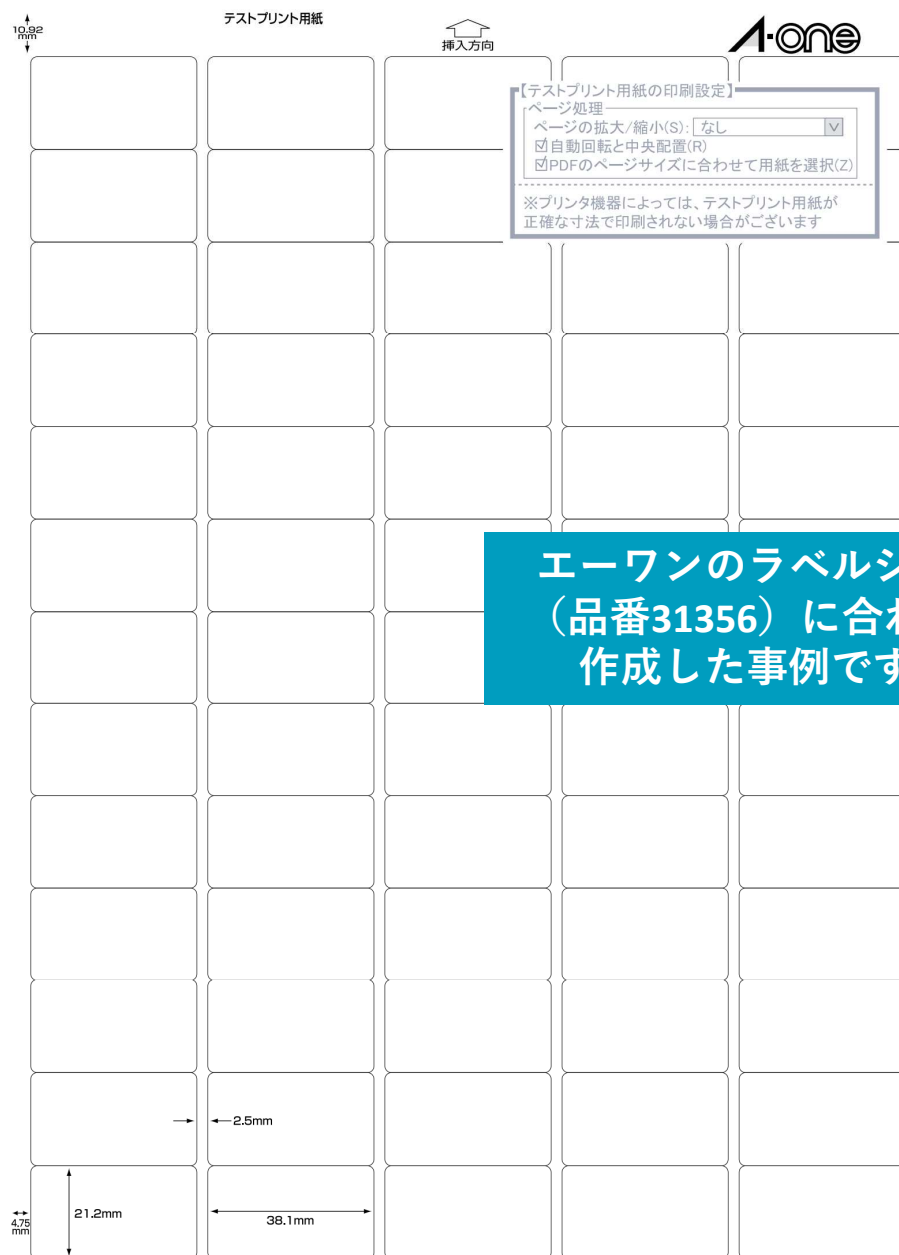 10.92
mm
テストプリント用紙
挿入方向
A-one
【テストプリント用紙の印刷設定】
ページ処理
ページの拡大/縮小(S): なし
自動回転と中央配置(R)
PDFのページサイズに合わせて用紙を選択(Z)
※プリンタ機器によっては、テストプリント用紙が
正確な寸法で印刷されない場合がございます
エーワンのラベルシ
（品番31356）に合わ
作成した事例です
2.5mm
21.2mm
38.1mm
4.75
mm